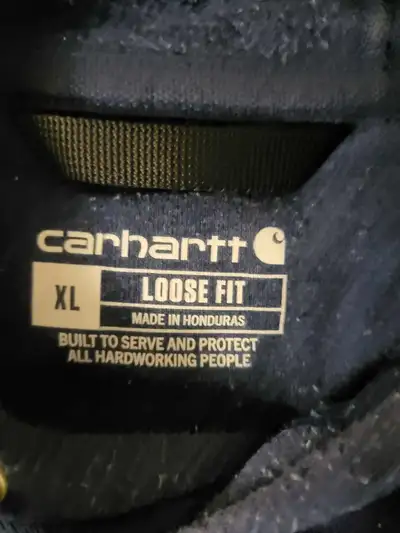 carhartt
XL
LOOSE FIT
MADE IN HONDURAS
BUILT TO SERVE AND PROTECT
ALL HARDWORKING PEOPLE